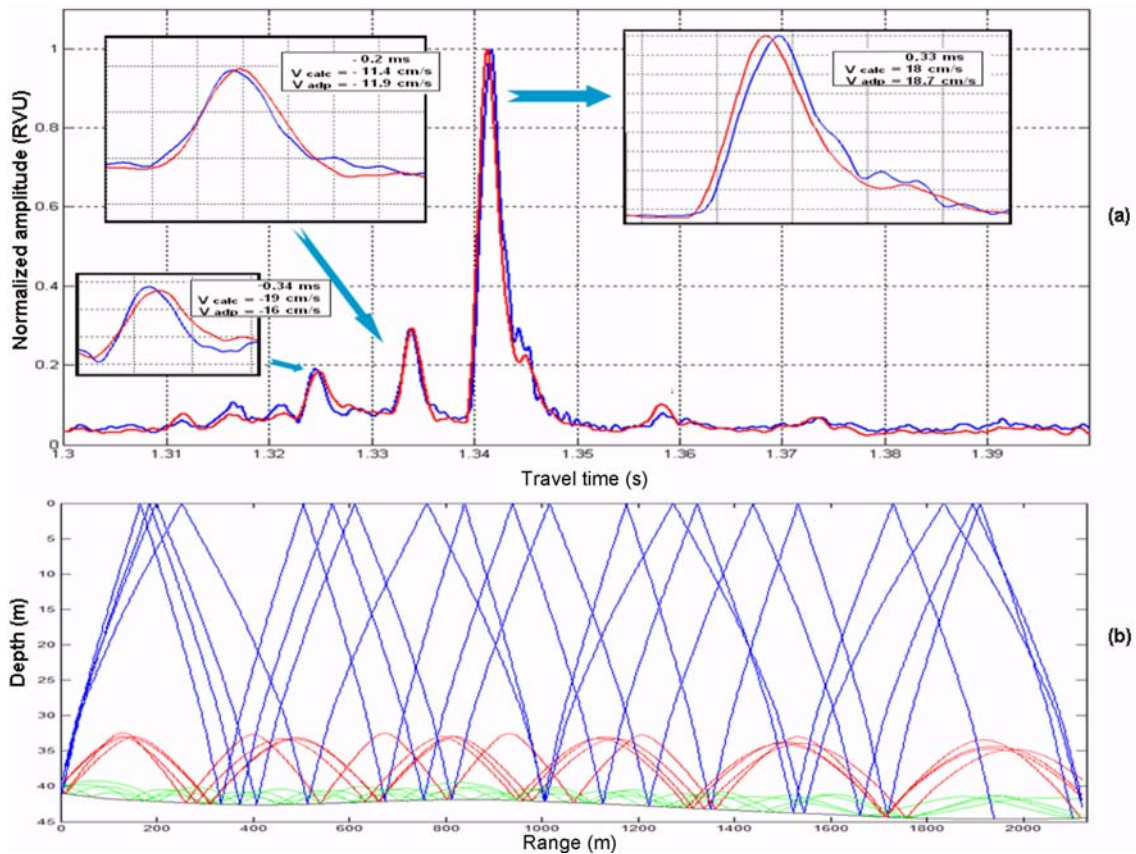 - 0.2 ms
V calc = - 11.4 cm/s
V adp = - 11.9 cm/s
0.33 ms
V calc = 18 cm/s
V adp = 18.7 cm/s
-0.34 ms
V calc = -19 cm/s
V adp = -16 cm/s
Normalized amplitude (RVU)
1
0.8
0.6
0.4
0.2
0
(a)
1.3 1.31 1.32 1.33 1.34 1.35 1.36 1.37 1.38 1.39
Travel time (s)
Depth (m)
0
5
10
15
20
25
30
35
40
45
(b)
0 200 400 600 800 1000 1200 1400 1600 1800 2000
Range (m)